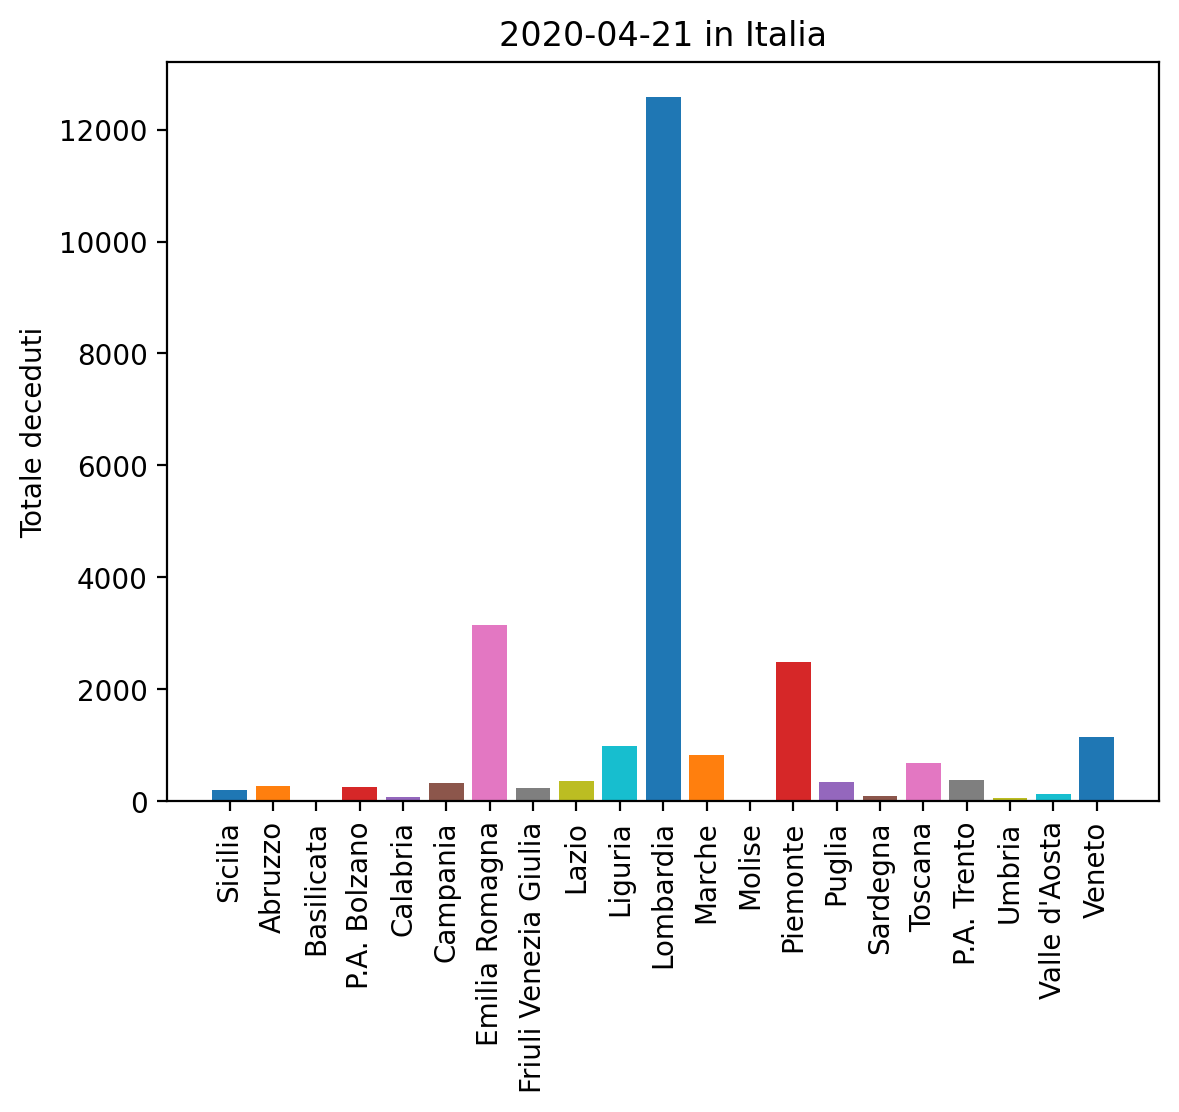 2020-04-21 in Italia
Totale deceduti
12000
10000
8000
6000
4000
2000
0
Sicilia
Abruzzo
Basilicata
P.A. Bolzano
Calabria
Campania
Emilia Romagna
Friuli Venezia Giulia
Lazio
Liguria
Lombardia
Marche
Molise
Piemonte
Puglia
Sardegna
Toscana
P.A. Trento
Umbria
Valle d'Aosta
Veneto